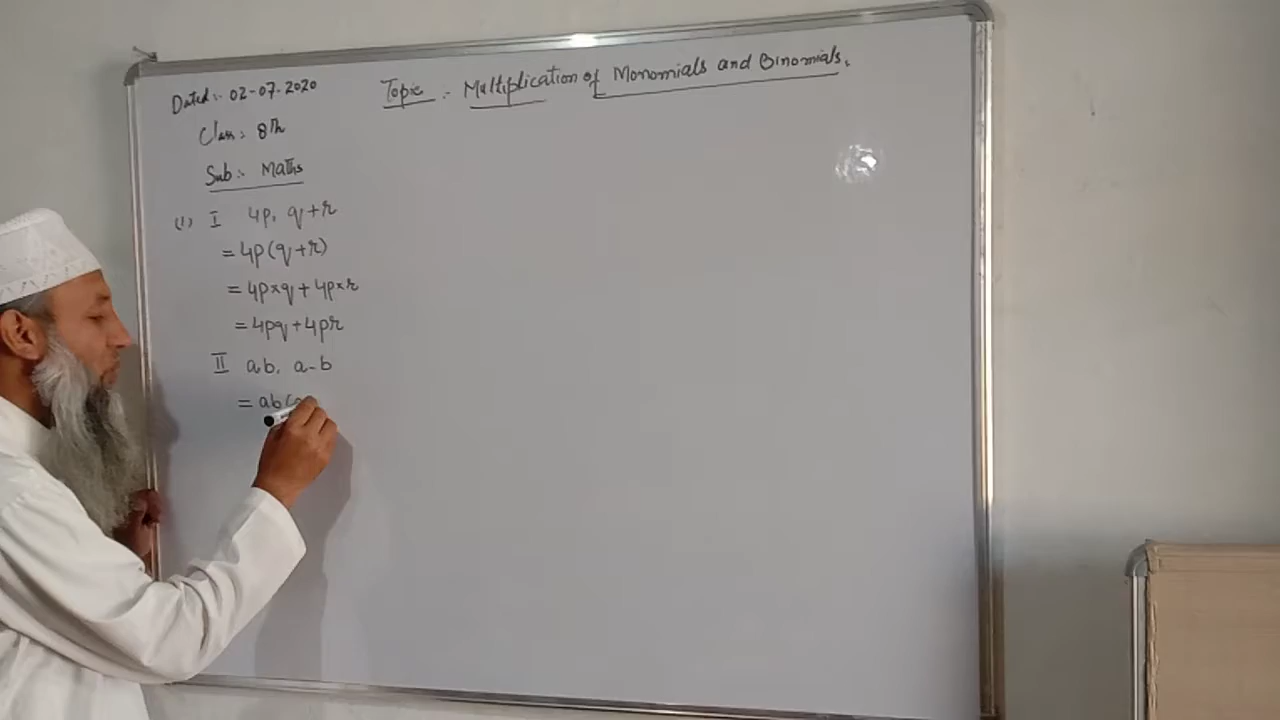 Dated:- 02-07-2020
Topic :- Multiplication of Monomials and Binomials.
Class: 8th
Sub:- Maths
(1) I 4p, q+r
= 4p(q+r)
= 4p×q + 4p×r
= 4pq + 4pr
II ab, a-b
= ab(a